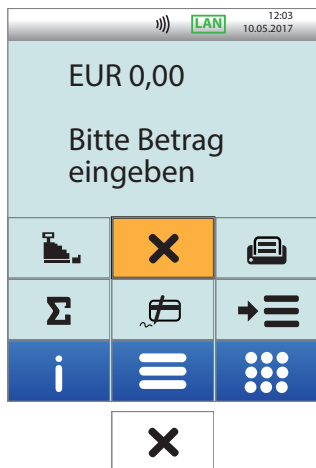 12:03
LAN
10.05.2017
EUR 0,00
Bitte Betrag
eingeben
Σ
i